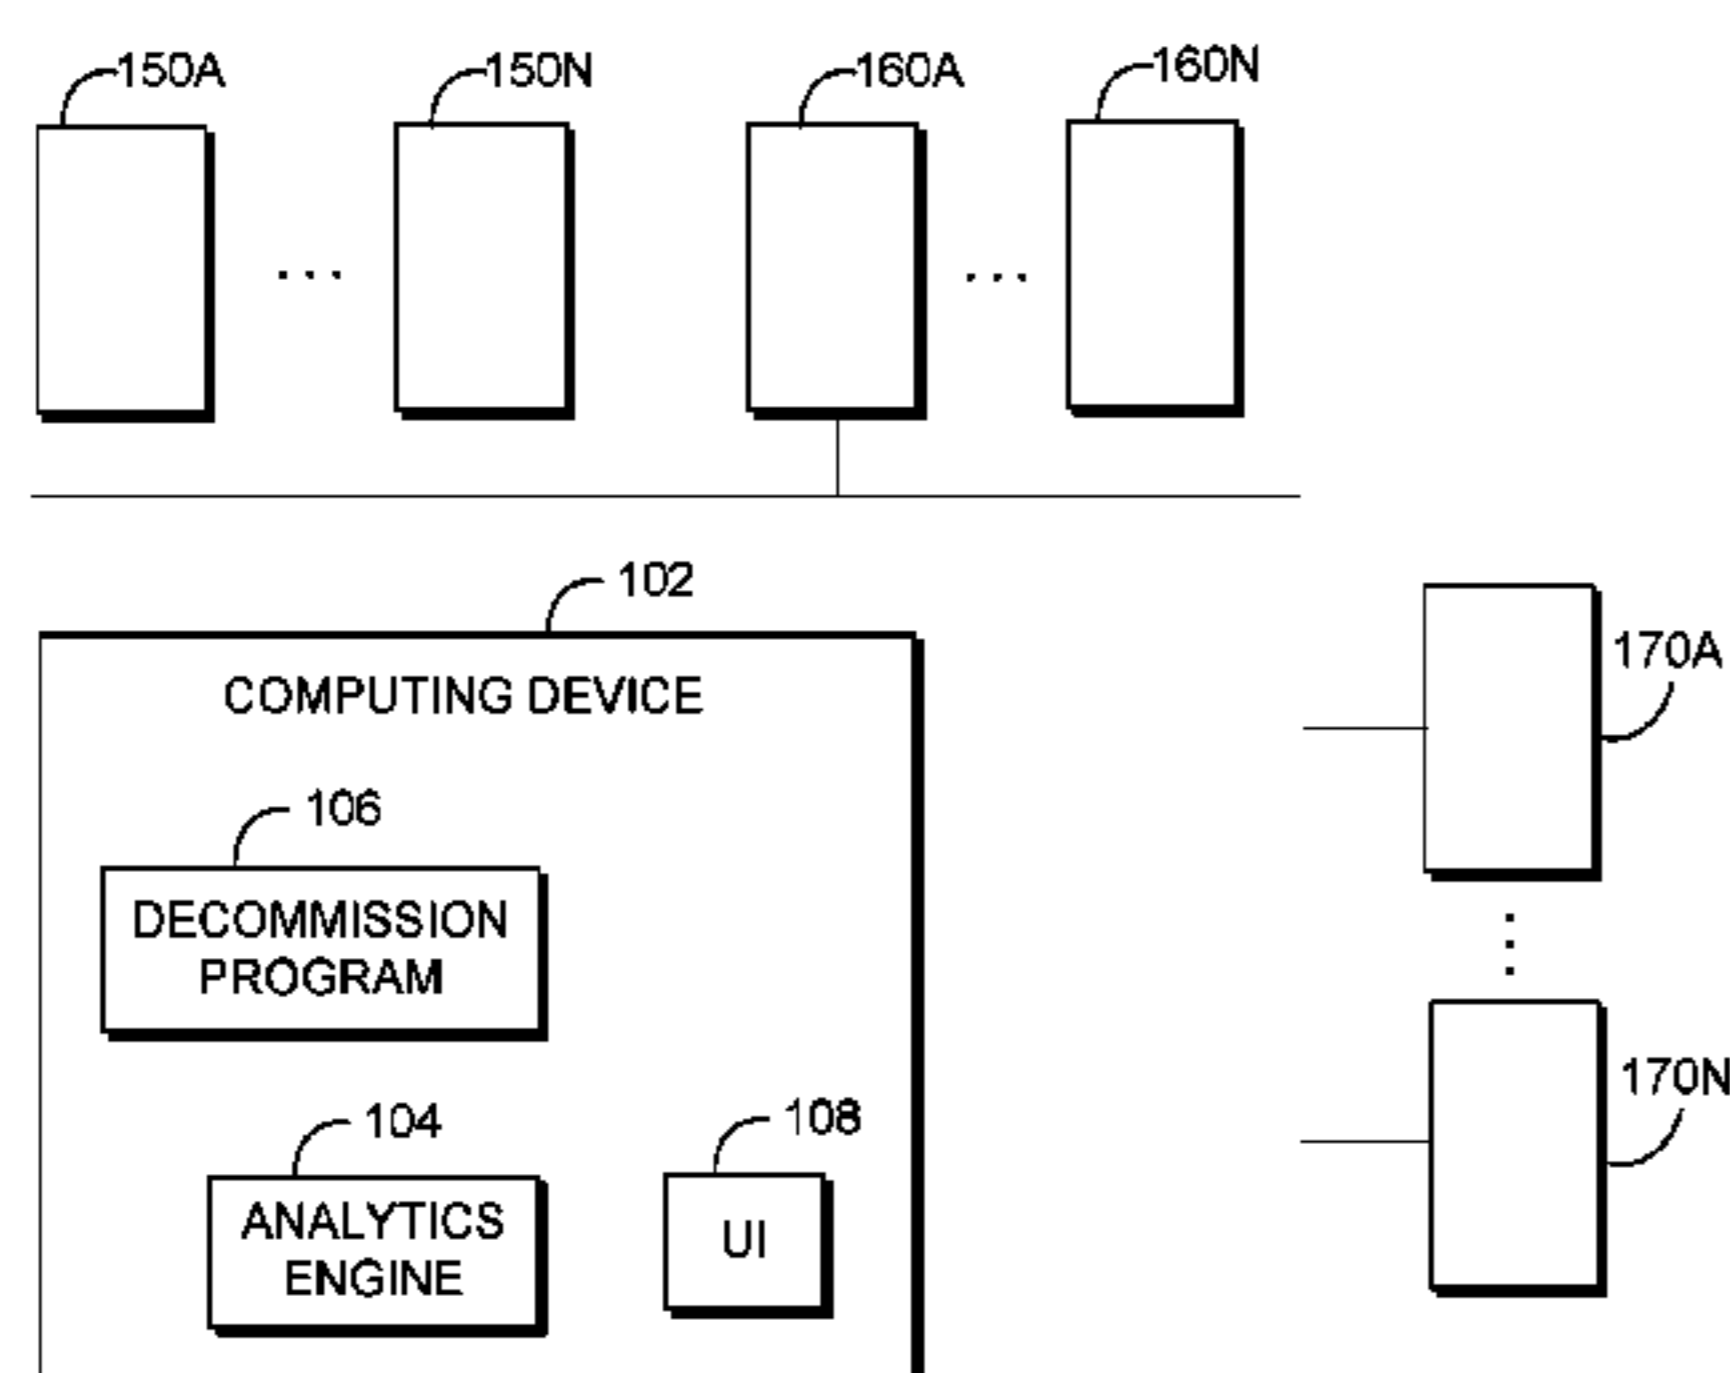 150A 150N 160A 160N
102
COMPUTING DEVICE
170A
106
DECOMMISSION
PROGRAM
170N
104
108
ANALYTICS
ENGINE
UI